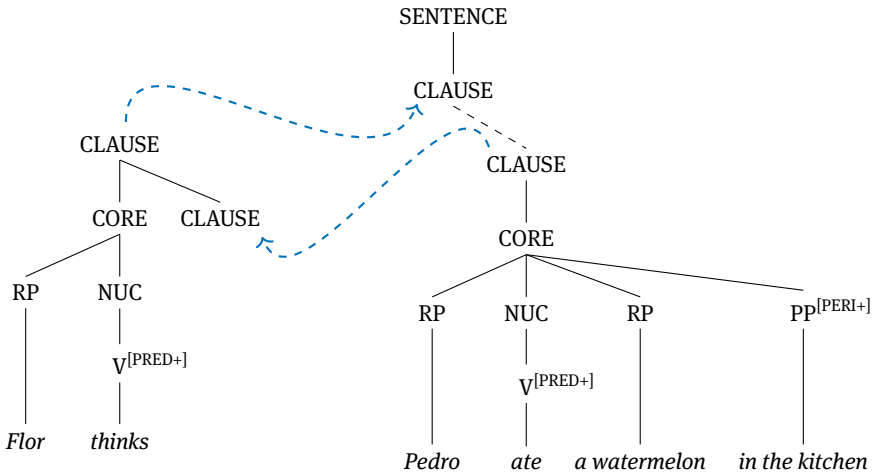 SENTENCE
CLAUSE
CLAUSE
CLAUSE
CORE CLAUSE
CORE
RP NUC
RP NUC RP PP[PERI+]
V[PRED+]
V[PRED+]
Flor thinks
Pedro ate a watermelon in the kitchen